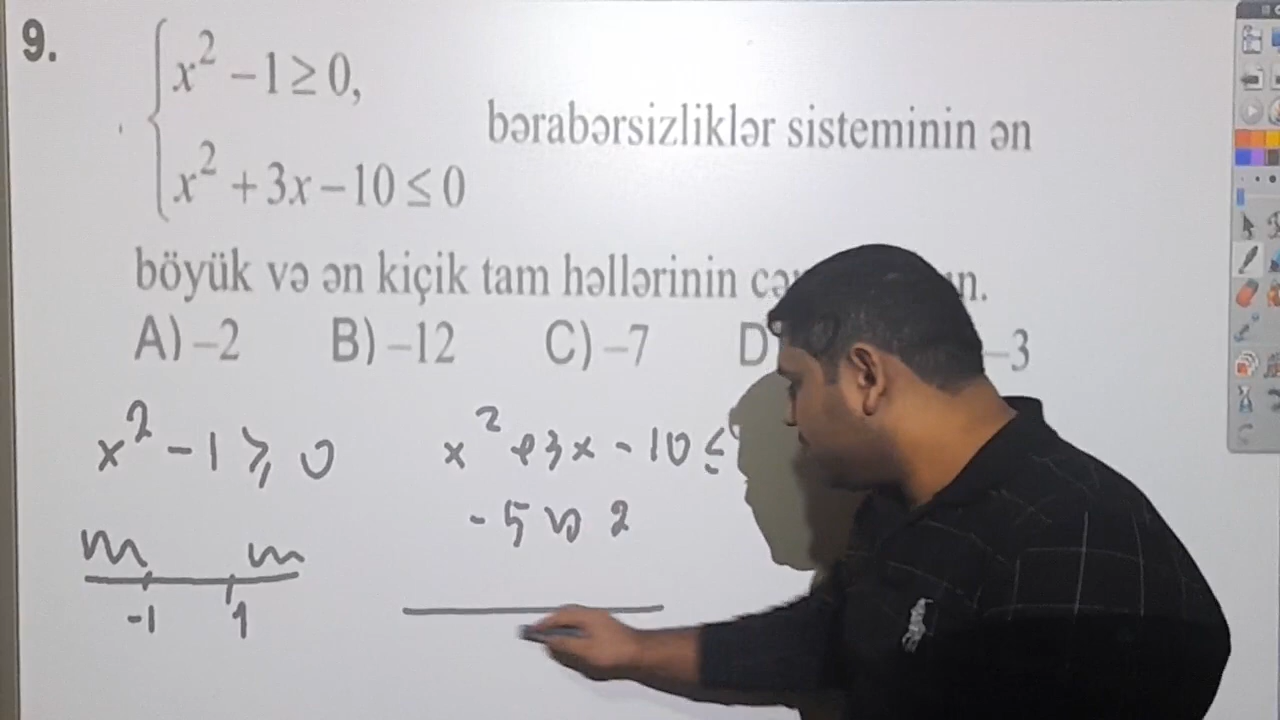 9.
x² – 1 ≥ 0,
x² + 3x – 10 ≤ 0
bərabərsizliklər sisteminin ən
böyük və ən kiçik tam həllərinin
A) –2 B) –12 C) –7 D –3
x² - 1 ≥ 0 x² + 3x - 10 ≤
-5 və 2
-1 1